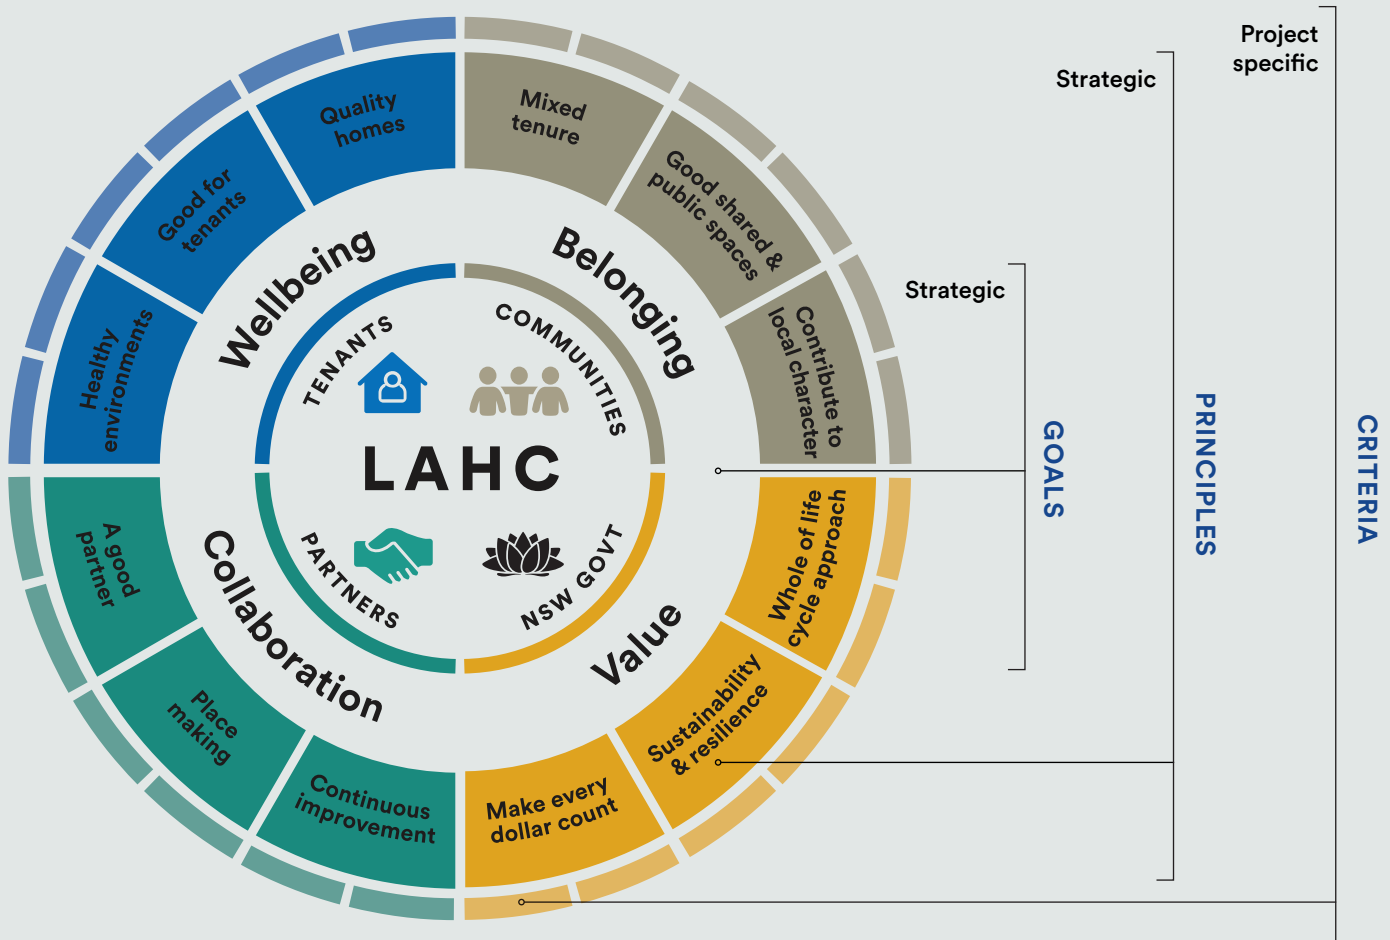 Project
specific
Strategic
Strategic
Quality
homes
Mixed
tenure
Good for
tenants
Good shared &
public spaces
Healthy
environments
Contribute to
local character
Wellbeing
Belonging
TENANTS
COMMUNITIES
LAHC
PARTNERS
NSW GOVT
Collaboration
Value
A good
partner
Whole of life
cycle approach
Place
making
Sustainability
& resilience
Continuous
improvement
Make every
dollar count
GOALS
PRINCIPLES
CRITERIA